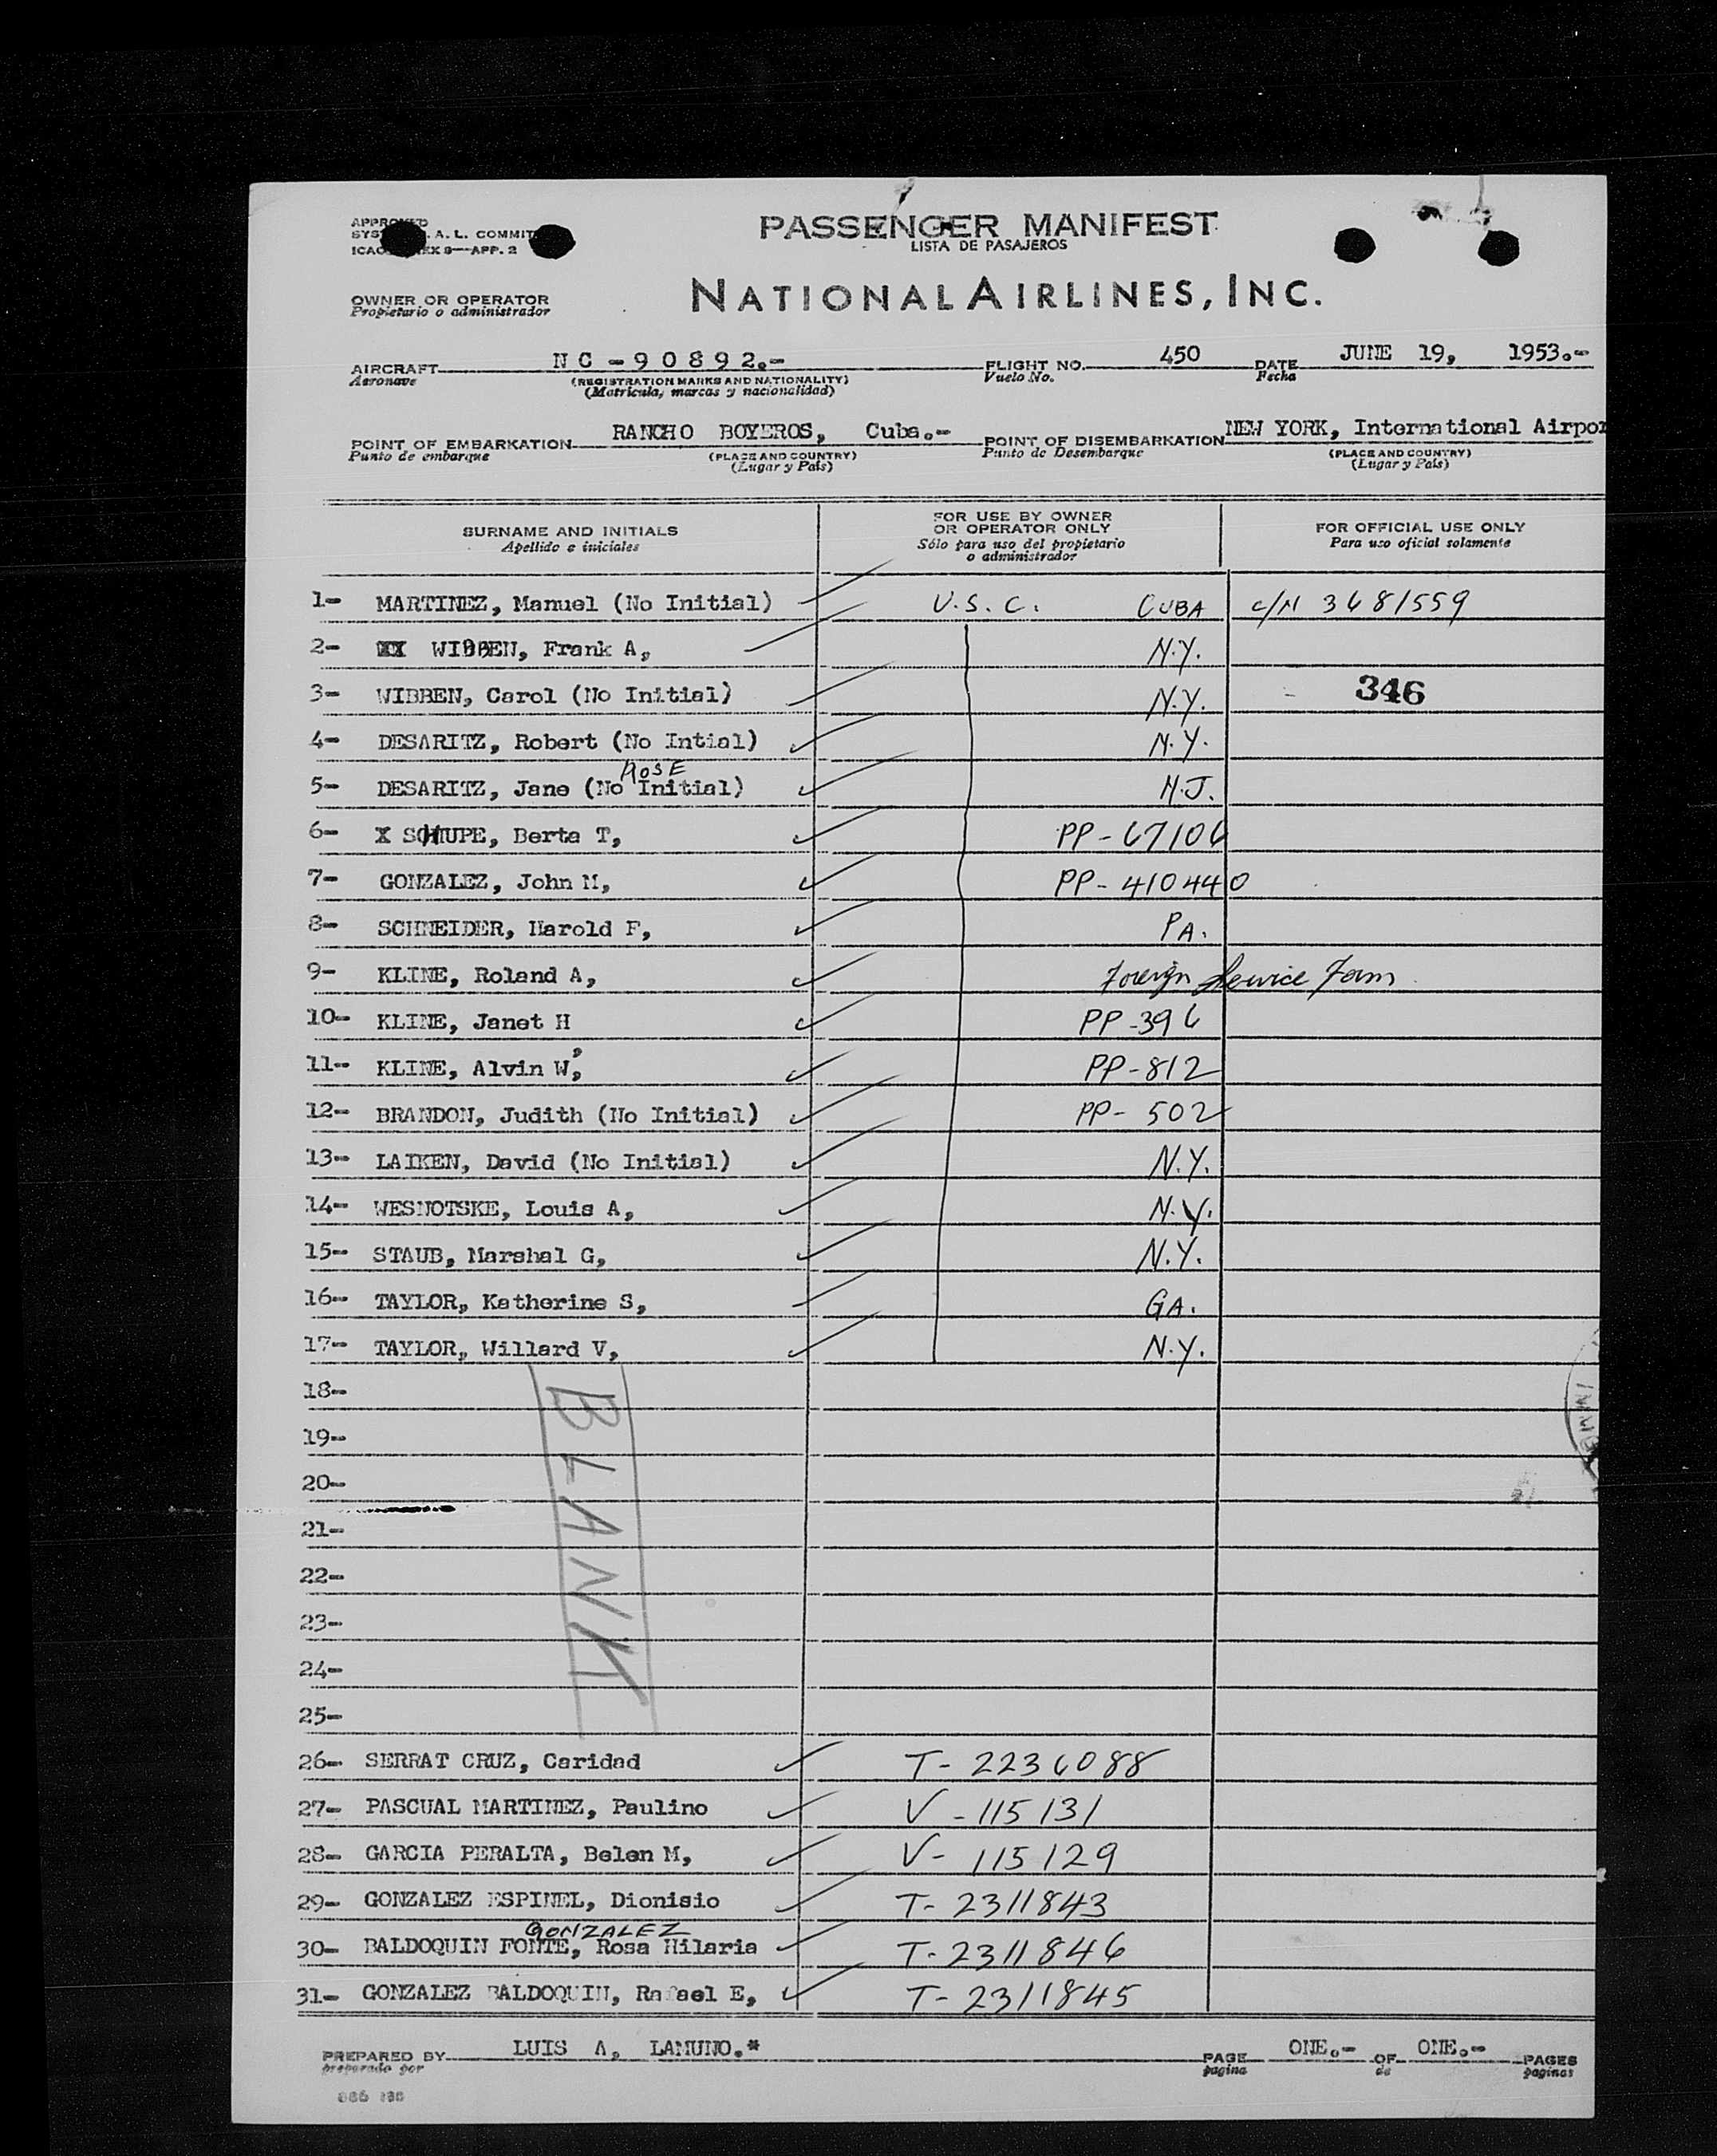 PASSENGER MANIFEST
LISTA DE PASAJEROS
NATIONAL AIRLINES, INC.
OWNER OR OPERATOR
Propietario o administrador
AIRCRAFT NC-90892.- FLIGHT NO. 450 DATE JUNE 19, 1953.-
Aeronave (REGISTRATION MARKS AND NATIONALITY) Vuelo No. Fecha
(Matricula, marcas y nacionalidad)
POINT OF EMBARKATION RANCHO BOYEROS, Cuba.- POINT OF DISEMBARKATION NEW YORK, International Airpor
Punto de embarque (PLACE AND COUNTRY) Punto de Desembarque (PLACE AND COUNTRY)
(Lugar y País) (Lugar y País)
SURNAME AND INITIALS
Apellido e iniciales
FOR USE BY OWNER
OR OPERATOR ONLY
Sólo para uso del propietario
o administrador
FOR OFFICIAL USE ONLY
Para uso oficial solamente
1- MARTINEZ, Manuel (No Initial) U.S.C. CUBA C/N 3681559
2- WIBBEN, Frank A, N.Y.
3- WIBBEN, Carol (No Initial) N.Y. 346
4- DESARITZ, Robert (No Intial) N.Y.
ROSE
5- DESARITZ, Jane (No Initial) N.J.
6- X SCHUPE, Berta T, PP-67106
7- GONZALEZ, John M, PP-410440
8- SCHNEIDER, Harold F, PA.
9- KLINE, Roland A, Foreign Service Form
10- KLINE, Janet H PP-396
11- KLINE, Alvin W, PP-812
12- BRANDON, Judith (No Initial) PP-502
13- LAIKEN, David (No Initial) N.Y.
14- WESNOTSKE, Louis A, N.Y.
15- STAUB, Marshal G, N.Y.
16- TAYLOR, Katherine S, GA.
17- TAYLOR, Willard V, N.Y.
18-
19-
20-
21-
22-
23-
24-
25-
BLANK
26- SERRAT CRUZ, Caridad T-2236088
27- PASCUAL MARTINEZ, Paulino V-115131
28- GARCIA PERALTA, Belen M, V-115129
29- GONZALEZ ESPINEL, Dionisio T-2311843
GONZALEZ
30- BALDOQUIN FONTE, Rosa Hilaria T-2311846
31- GONZALEZ BALDOQUIN, Rafael E, T-2311845
PREPARED BY LUIS A, LAMUNO.* PAGE ONE.- OF ONE.- PAGES
preparado por pagina de paginas